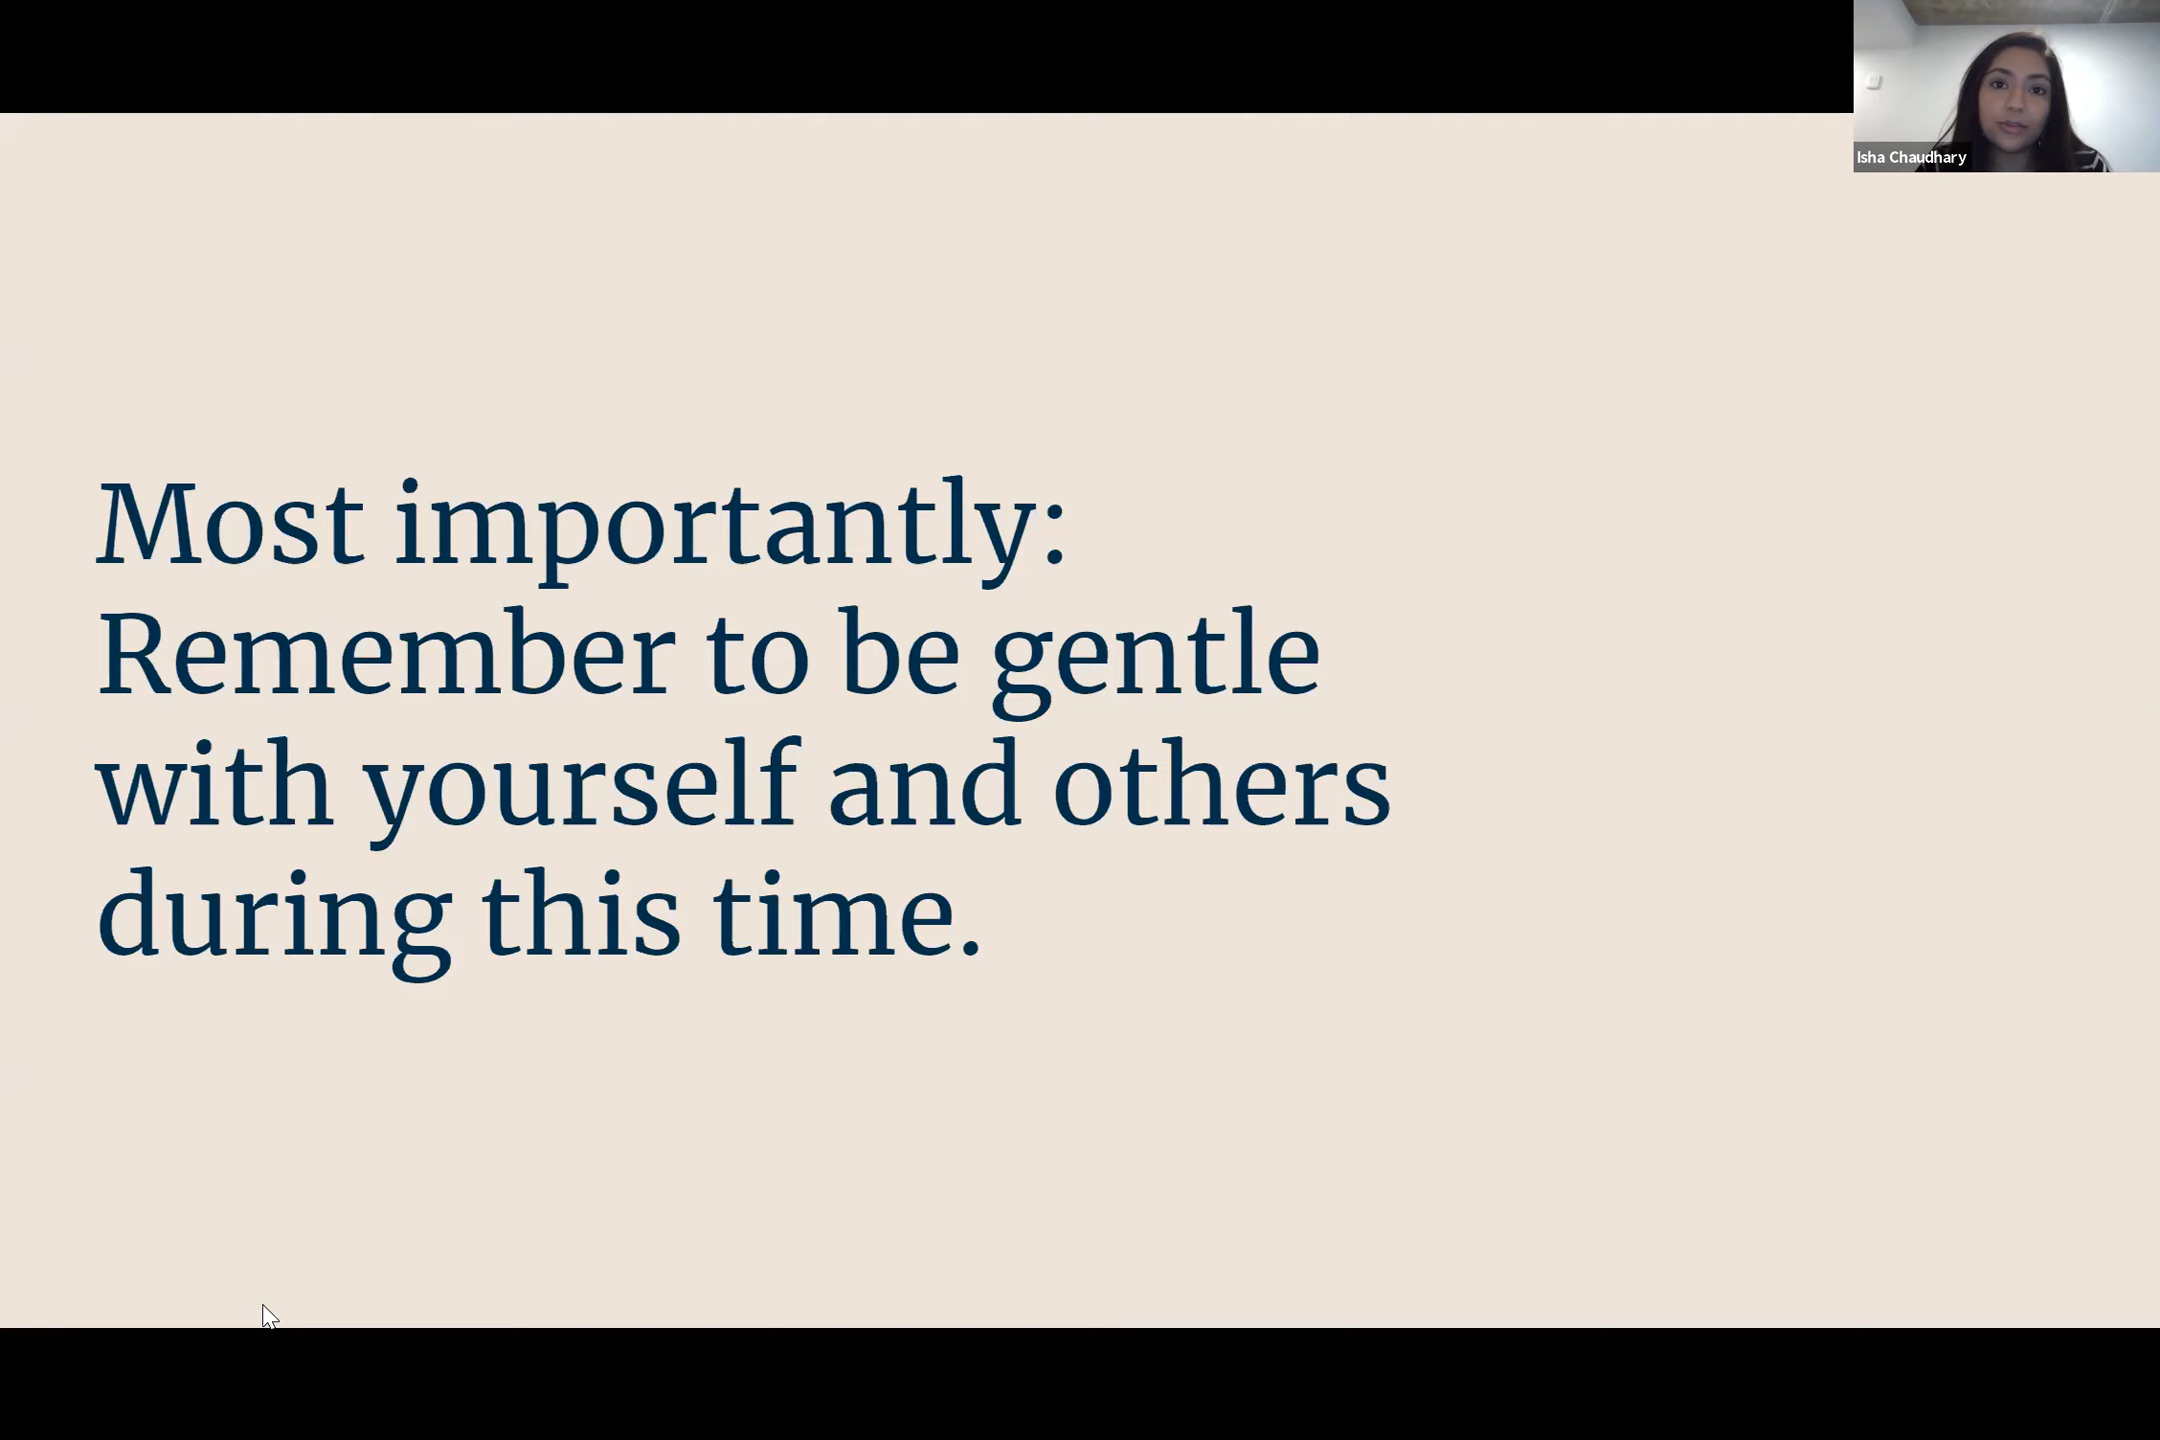 Isha Chaudhary
Most importantly:
Remember to be gentle
with yourself and others
during this time.